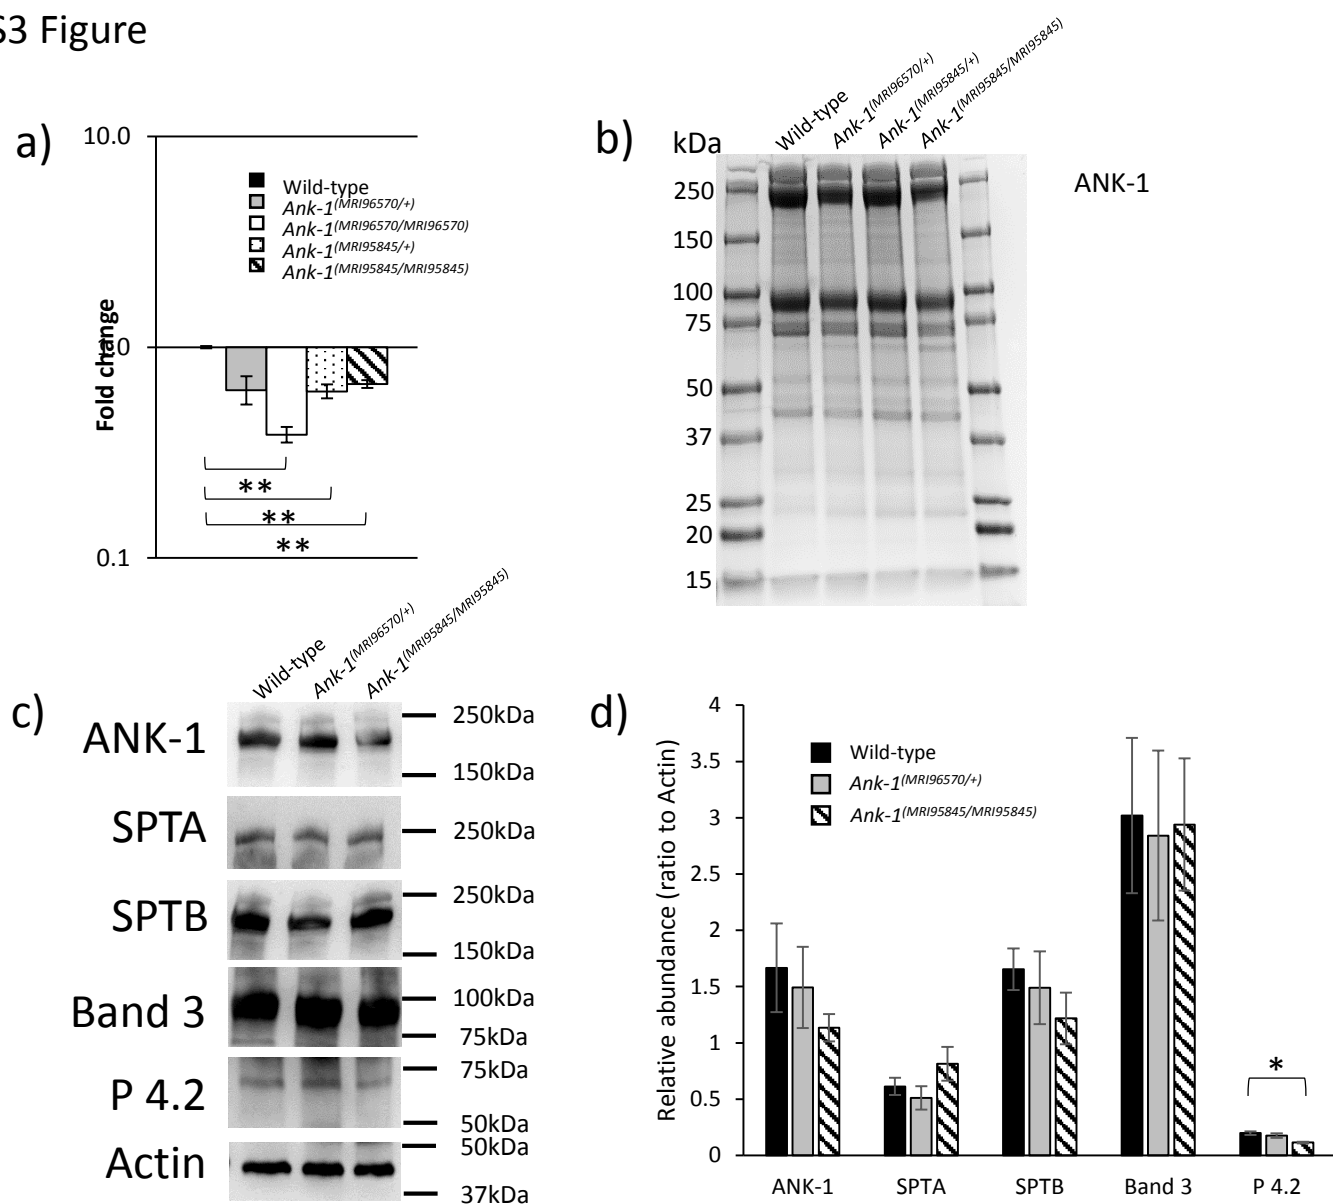 S3 Figure
a)
10.0
1.0
0.1
Fold change
Wild-type
Ank-1(MRI96570/+)
Ank-1(MRI96570/MRI96570)
Ank-1(MRI95845/+)
Ank-1(MRI95845/MRI95845)
**
**
**
b)
kDa
Wild-type
Ank-1(MRI96570/+)
Ank-1(MRI95845/+)
Ank-1(MRI95845/MRI95845)
250
150
100
75
50
37
25
20
15
ANK-1
c)
Wild-type
Ank-1(MRI96570/+)
Ank-1(MRI95845/MRI95845)
ANK-1
250kDa
150kDa
SPTA
250kDa
SPTB
250kDa
150kDa
Band 3
100kDa
75kDa
P 4.2
75kDa
50kDa
Actin
50kDa
37kDa
d)
Relative abundance (ratio to Actin)
4
3.5
3
2.5
2
1.5
1
0.5
0
Wild-type
Ank-1(MRI96570/+)
Ank-1(MRI95845/MRI95845)
*
ANK-1 SPTA SPTB Band 3 P 4.2